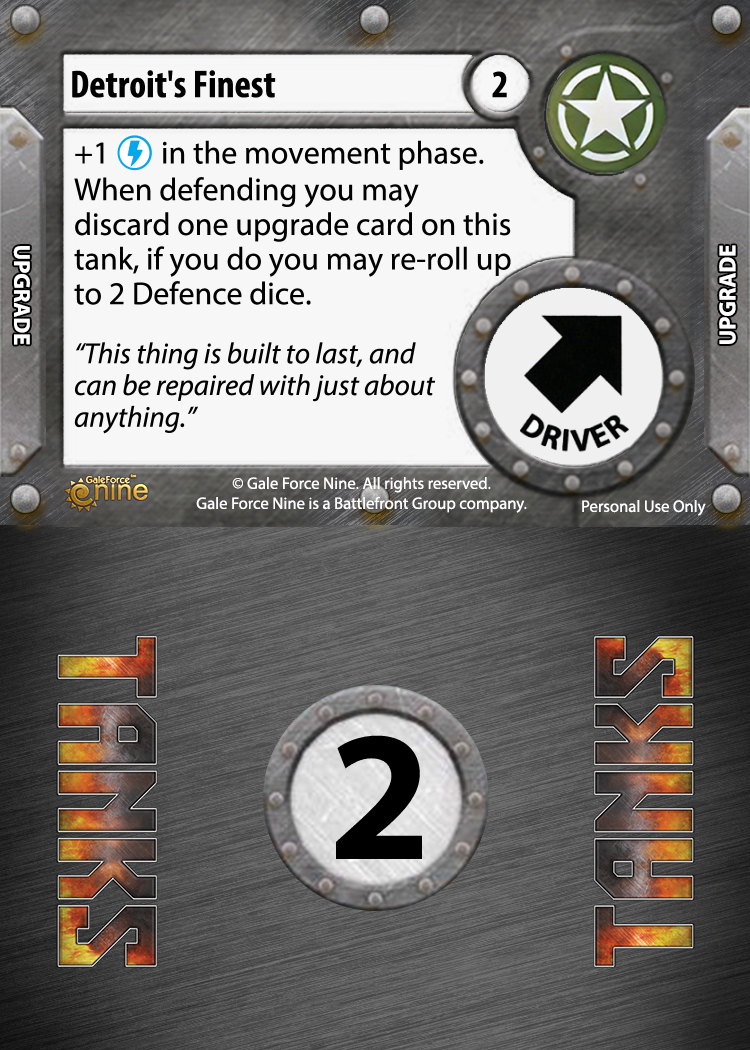 Detroit's Finest
2
+1 in the movement phase.
When defending you may
discard one upgrade card on this
tank, if you do you may re-roll up
to 2 Defence dice.
“This thing is built to last, and
can be repaired with just about
anything.”
UPGRADE
UPGRADE
DRIVER
GaleForce™
nine
© Gale Force Nine. All rights reserved.
Gale Force Nine is a Battlefront Group company.
Personal Use Only
TANKS
2
TANKS